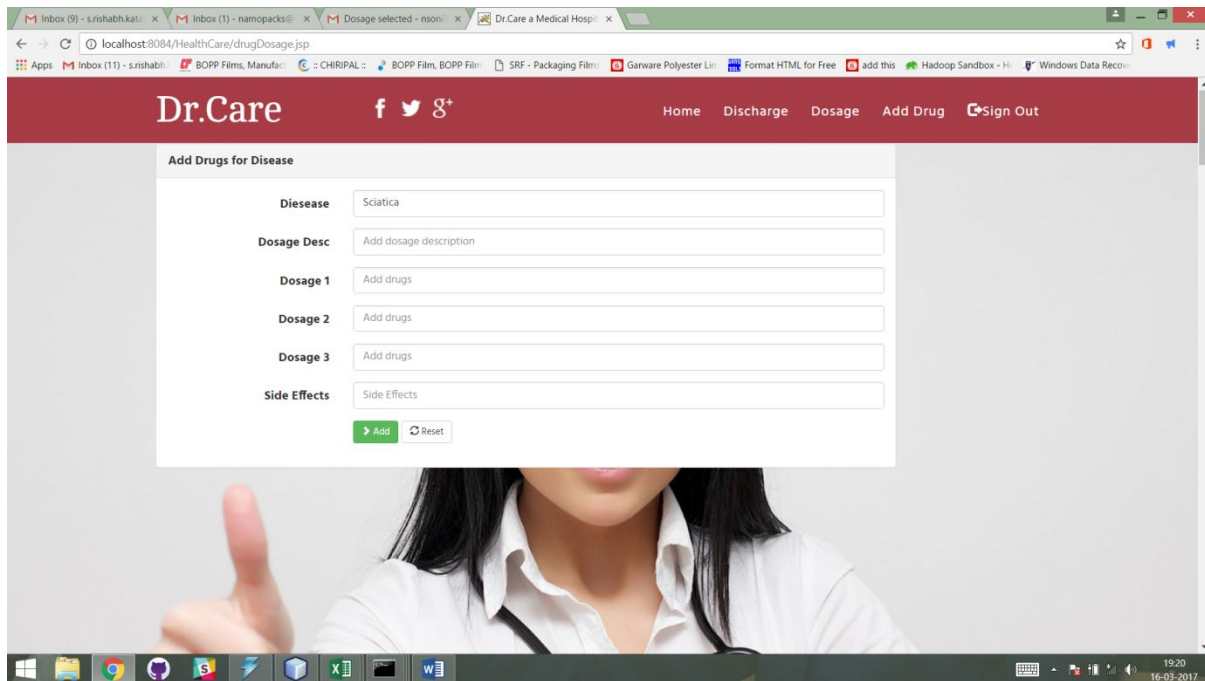 Inbox (9) - s.rishabh.kata Inbox (1) - namopacks@ Dosage selected - nsoni Dr.Care a Medical Hospit
localhost:8084/HealthCare/drugDosage.jsp
Apps Inbox (11) - s.rishabh. BOPP Films, Manufac :: CHIRIPAL :: BOPP Film, BOPP Film SRF - Packaging Films Garware Polyester Lim Format HTML for Free add this Hadoop Sandbox - Ho Windows Data Recov
Dr.Care f g+ Home Discharge Dosage Add Drug Sign Out
Add Drugs for Disease
Diesease Sciatica
Dosage Desc Add dosage description
Dosage 1 Add drugs
Dosage 2 Add drugs
Dosage 3 Add drugs
Side Effects Side Effects
Add Reset
19:20
16-03-2017